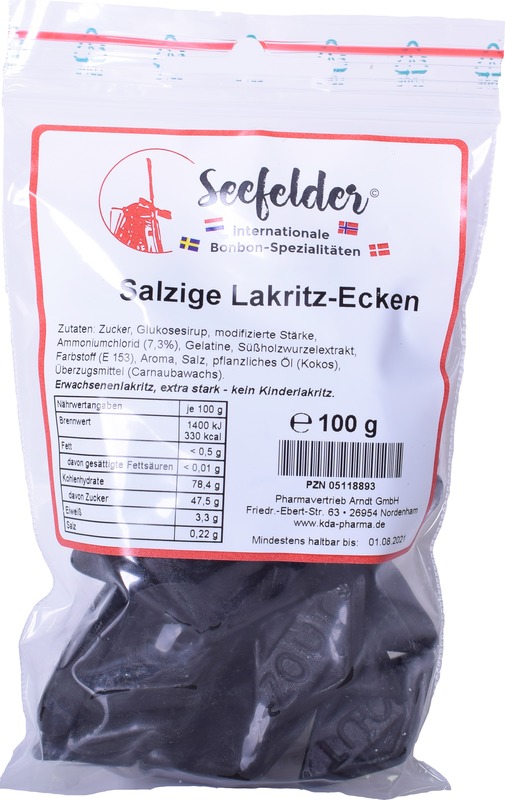 Seefelder©
Internationale
Bonbon-Spezialitäten
Salzige Lakritz-Ecken
Zutaten: Zucker, Glukosesirup, modifizierte Stärke,
Ammoniumchlorid (7,3%), Gelatine, Süßholzwurzelextrakt,
Farbstoff (E 153), Aroma, Salz, pflanzliches Öl (Kokos),
Überzugsmittel (Carnaubawachs).
Erwachsenenlakritz, extra stark - kein Kinderlakritz.
Nährwertangaben je 100 g
Brennwert 1400 kJ
330 kcal
Fett < 0,5 g
davon gesättigte Fettsäuren < 0,01 g
Kohlenhydrate 78,4 g
davon Zucker 47,5 g
Eiweiß 3,3 g
Salz 0,22 g
℮ 100 g
PZN 05118893
Pharmavertrieb Arndt GmbH
Friedr.-Ebert-Str. 63 • 26954 Nordenham
www.kda-pharma.de
Mindestens haltbar bis: 01.08.2021
ZOUT